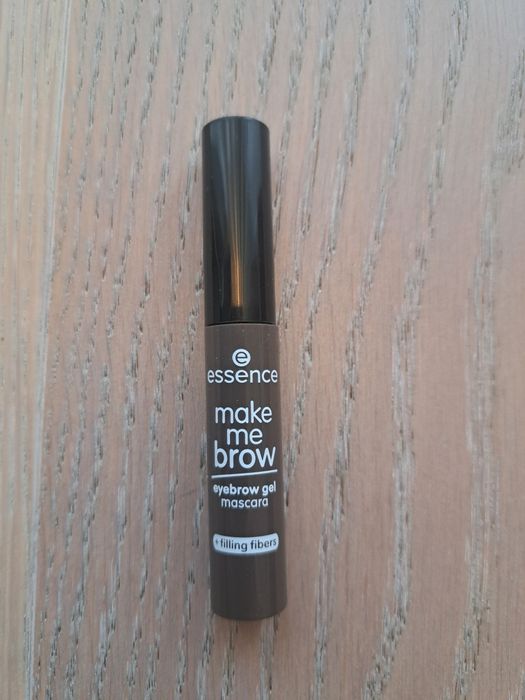 e
essence
make
me
brow
eyebrow gel
mascara
+ filling fibers